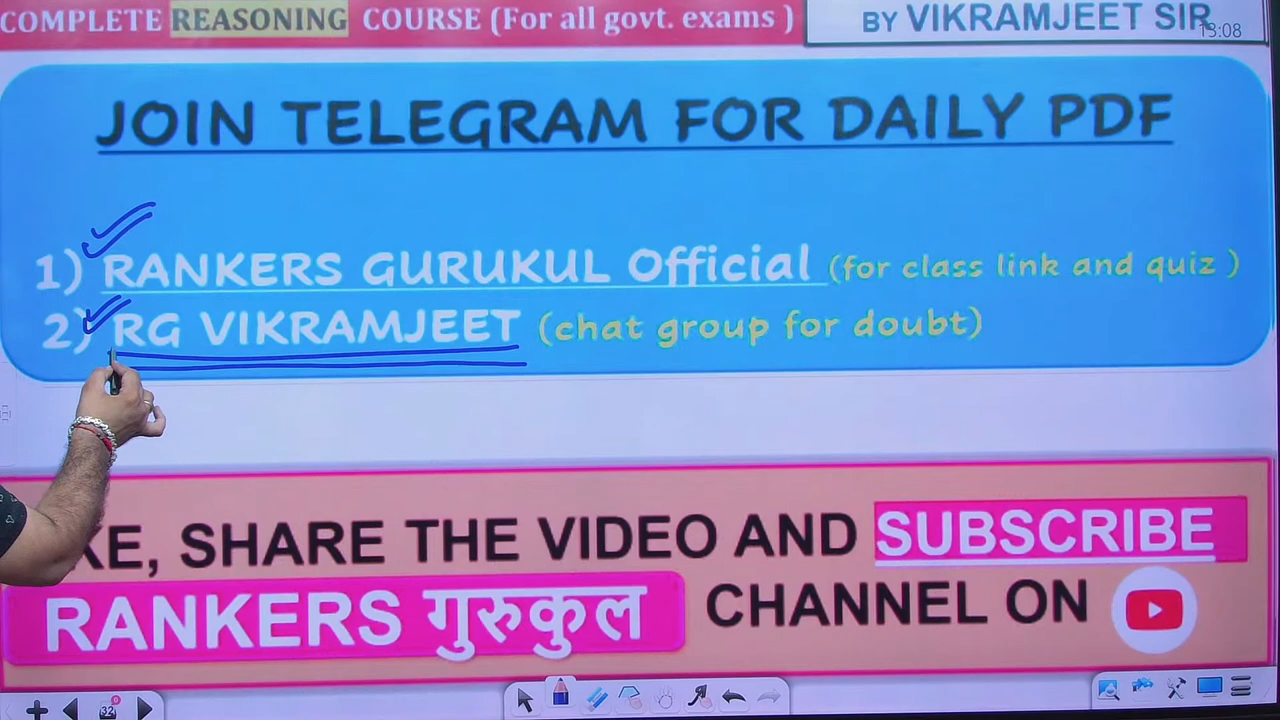 COMPLETE REASONING COURSE (For all govt. exams )
BY VIKRAMJEET SIR
13:08
JOIN TELEGRAM FOR DAILY PDF
1) RANKERS GURUKUL Official (for class link and quiz )
2) RG VIKRAMJEET (chat group for doubt)
KE, SHARE THE VIDEO AND SUBSCRIBE
RANKERS गुरुकुल CHANNEL ON
32